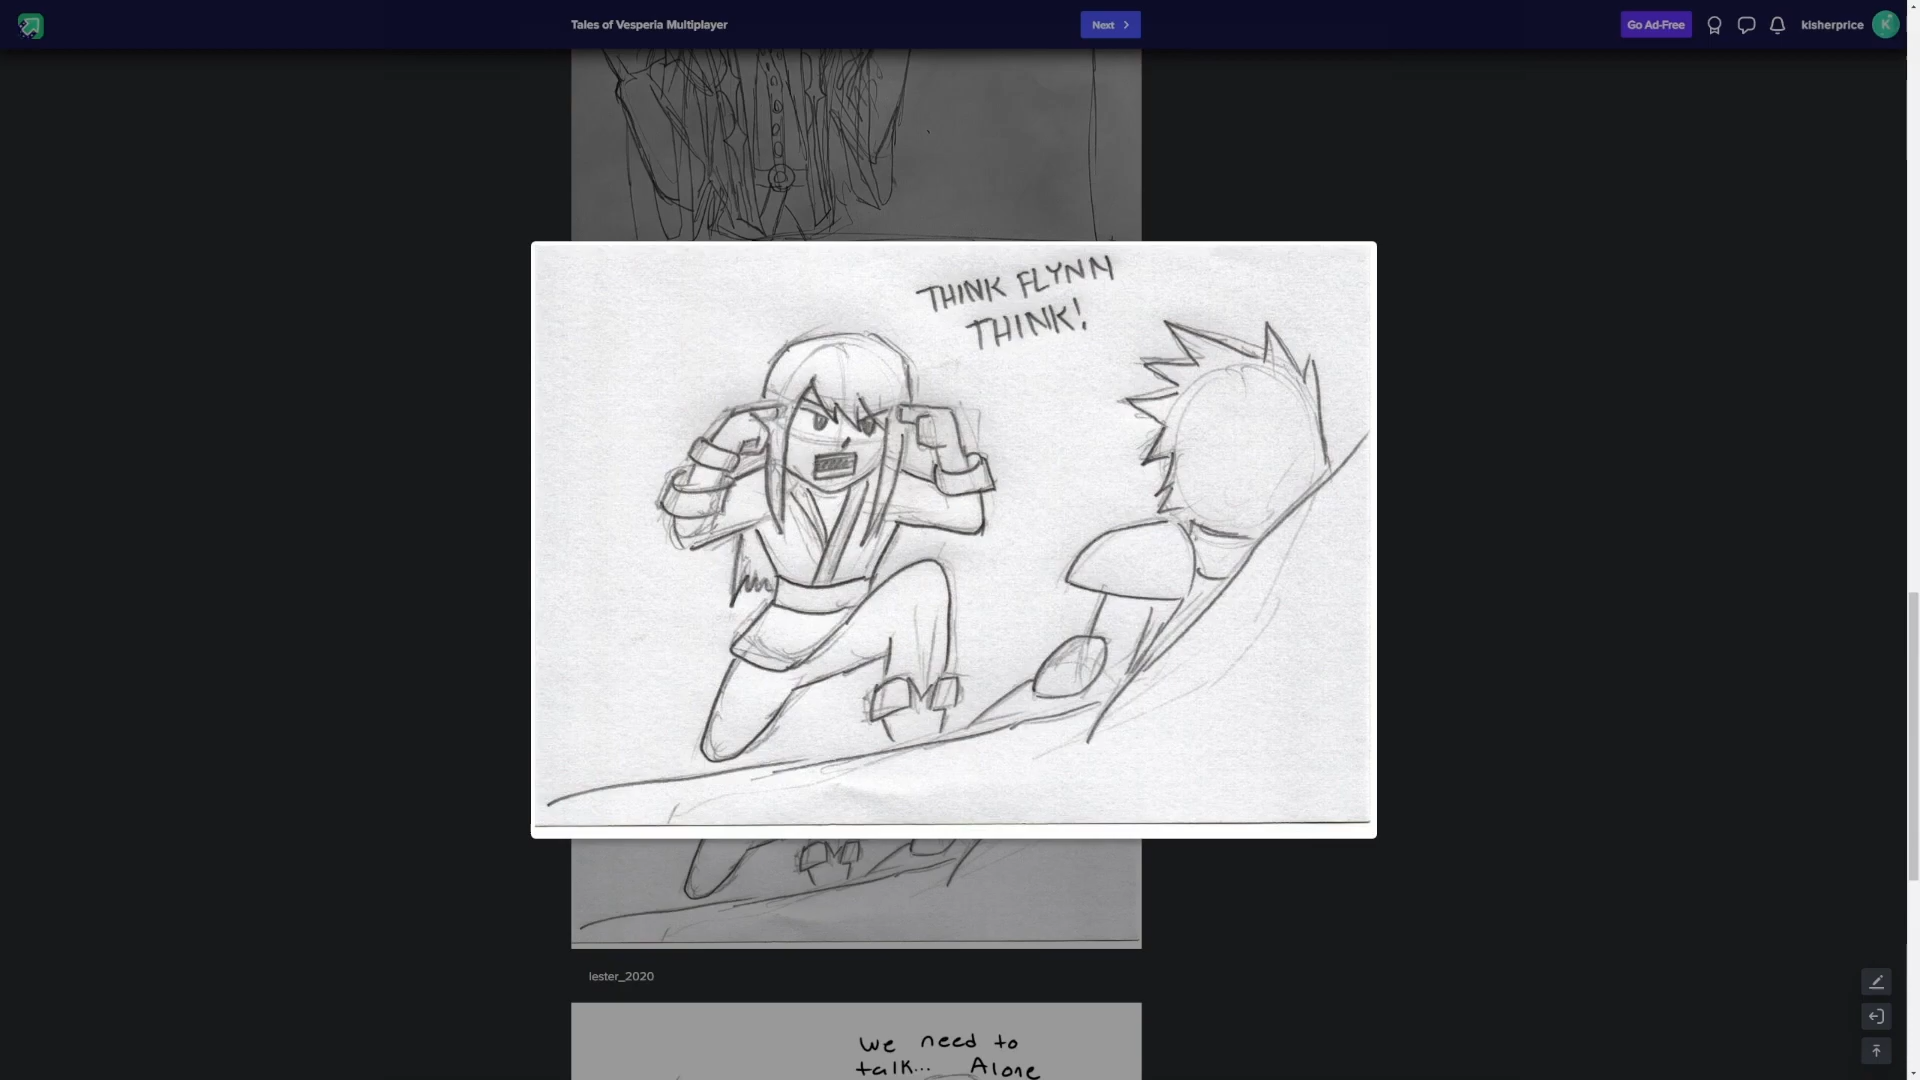 Tales of Vesperia Multiplayer
Next
Go Ad-Free
kisherprice
K
THINK FLYNN
THINK!
lester_2020
We need to
talk... Alone